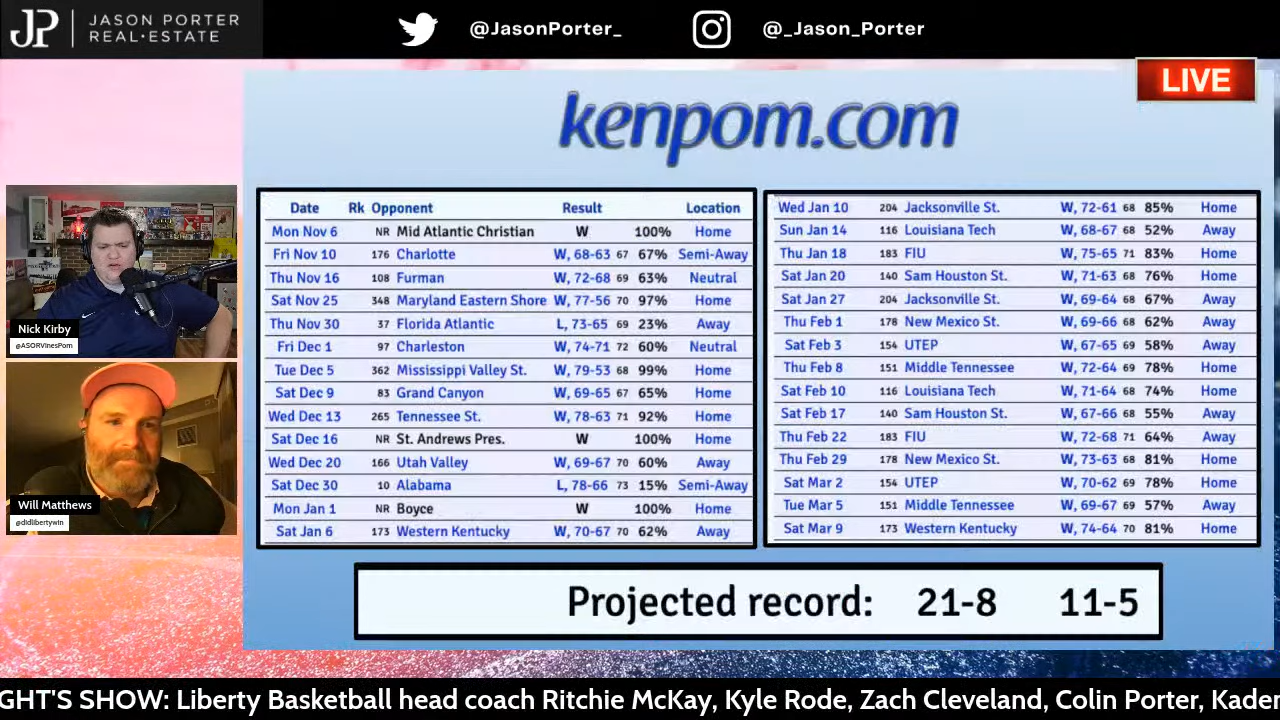 JP | JASON PORTER
REAL•ESTATE
@JasonPorter_
@_Jason_Porter
LIVE
kenpom.com
Date Rk Opponent Result Location
Mon Nov 6 NR Mid Atlantic Christian W 100% Home
Fri Nov 10 176 Charlotte W, 68-63 67 67% Semi-Away
Thu Nov 16 108 Furman W, 72-68 69 63% Neutral
Sat Nov 25 348 Maryland Eastern Shore W, 77-56 70 97% Home
Thu Nov 30 37 Florida Atlantic L, 73-65 69 23% Away
Fri Dec 1 97 Charleston W, 74-71 72 60% Neutral
Tue Dec 5 362 Mississippi Valley St. W, 79-53 68 99% Home
Sat Dec 9 83 Grand Canyon W, 69-65 67 65% Home
Wed Dec 13 265 Tennessee St. W, 78-63 71 92% Home
Sat Dec 16 NR St. Andrews Pres. W 100% Home
Wed Dec 20 166 Utah Valley W, 69-67 70 60% Away
Sat Dec 30 10 Alabama L, 78-66 73 15% Semi-Away
Mon Jan 1 NR Boyce W 100% Home
Sat Jan 6 173 Western Kentucky W, 70-67 70 62% Away
Wed Jan 10 204 Jacksonville St. W, 72-61 68 85% Home
Sun Jan 14 116 Louisiana Tech W, 68-67 68 52% Away
Thu Jan 18 183 FIU W, 75-65 71 83% Home
Sat Jan 20 140 Sam Houston St. W, 71-63 68 76% Home
Sat Jan 27 204 Jacksonville St. W, 69-64 68 67% Away
Thu Feb 1 178 New Mexico St. W, 69-66 68 62% Away
Sat Feb 3 154 UTEP W, 67-65 69 58% Away
Thu Feb 8 151 Middle Tennessee W, 72-64 69 78% Home
Sat Feb 10 116 Louisiana Tech W, 71-64 68 74% Home
Sat Feb 17 140 Sam Houston St. W, 67-66 68 55% Away
Thu Feb 22 183 FIU W, 72-68 71 64% Away
Thu Feb 29 178 New Mexico St. W, 73-63 68 81% Home
Sat Mar 2 154 UTEP W, 70-62 69 78% Home
Tue Mar 5 151 Middle Tennessee W, 69-67 69 57% Away
Sat Mar 9 173 Western Kentucky W, 74-64 70 81% Home
Projected record: 21-8 11-5
Nick Kirby
@ASORVinesPom
Will Matthews
@didlibertywin
GHT'S SHOW: Liberty Basketball head coach Ritchie McKay, Kyle Rode, Zach Cleveland, Colin Porter, Kaden